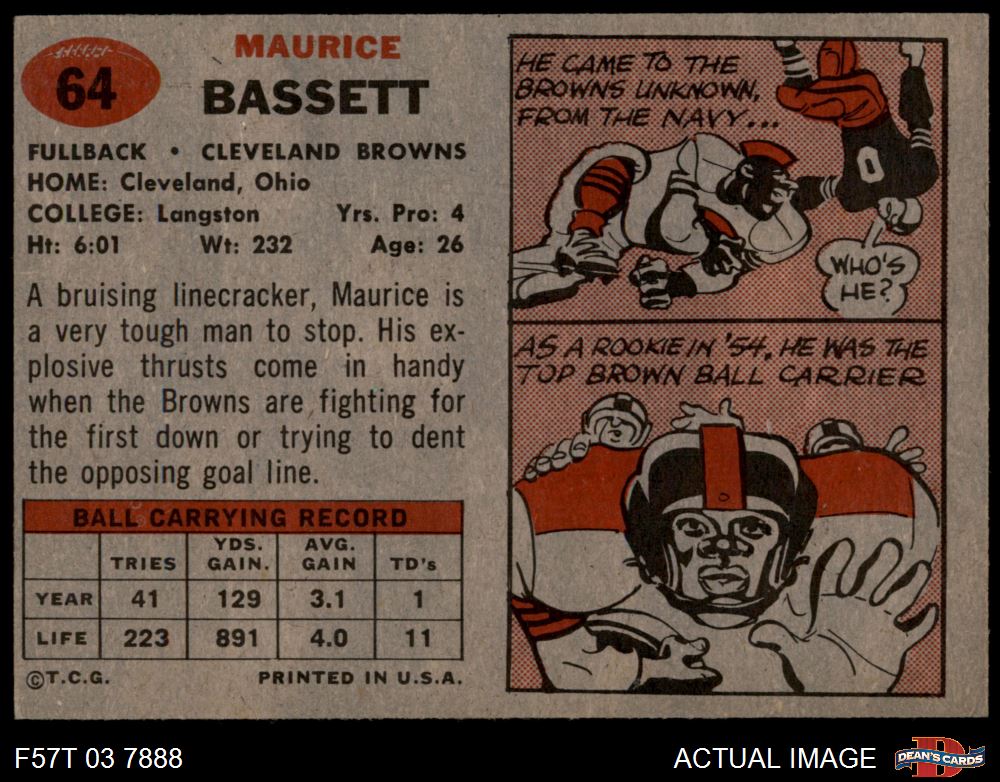 64
MAURICE
BASSETT
FULLBACK • CLEVELAND BROWNS
HOME: Cleveland, Ohio
COLLEGE: Langston Yrs. Pro: 4
Ht: 6:01 Wt: 232 Age: 26
A bruising linecracker, Maurice is
a very tough man to stop. His ex-
plosive thrusts come in handy
when the Browns are fighting for
the first down or trying to dent
the opposing goal line.
BALL CARRYING RECORD
TRIES YDS. GAIN. AVG. GAIN TD's
YEAR 41 129 3.1 1
LIFE 223 891 4.0 11
©T.C.G. PRINTED IN U.S.A.
HE CAME TO THE
BROWNS UNKNOWN,
FROM THE NAVY...
0
WHO'S
HE?
AS A ROOKIE IN '54, HE WAS THE
TOP BROWN BALL CARRIER
F57T 03 7888
ACTUAL IMAGE
D
DEAN'S CARDS